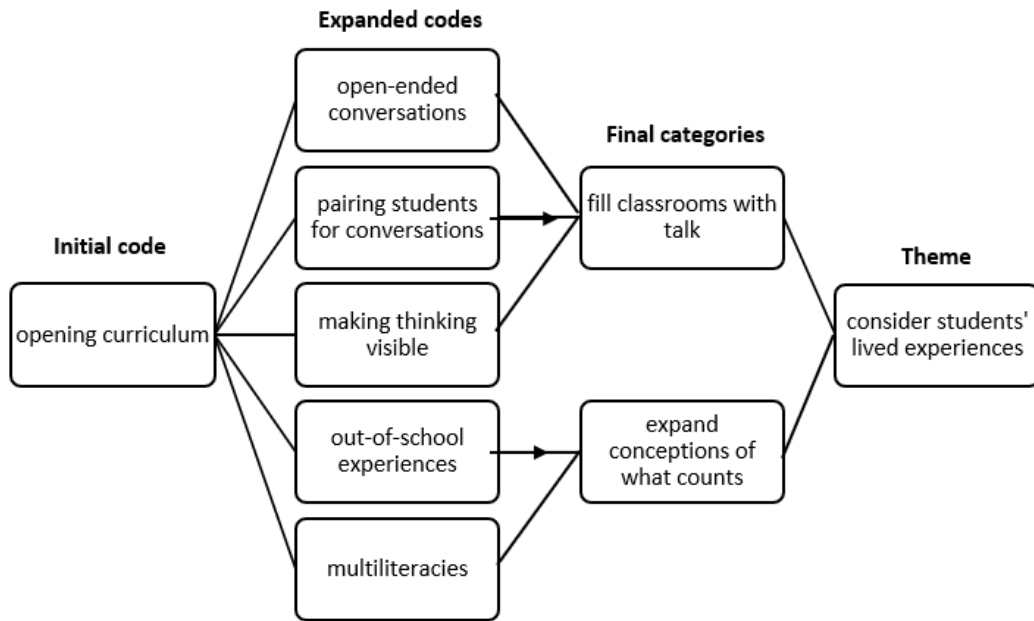 Expanded codes
open-ended
conversations
Final categories
pairing students
for conversations
fill classrooms with
talk
Initial code
Theme
opening curriculum
making thinking
visible
consider students'
lived experiences
out-of-school
experiences
expand
conceptions of
what counts
multiliteracies